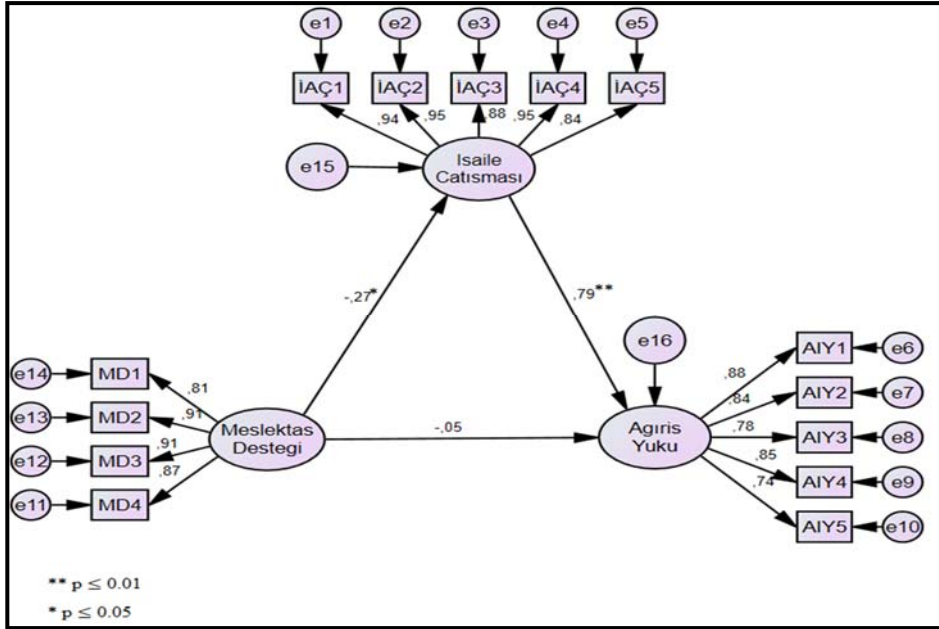 e1 e2 e3 e4 e5
İAÇ1 İAÇ2 İAÇ3 İAÇ4 İAÇ5
,94 ,95 ,88 ,95 ,84
e15
Isaile
Catısması
-,27*
,79**
e16
e14 MD1 ,81
e13 MD2 ,91
e12 MD3 ,91
e11 MD4 ,87
Meslektas
Destegi
-,05
Agıris
Yuku
,88 AIY1 e6
,84 AIY2 e7
,78 AIY3 e8
,85 AIY4 e9
,74 AIY5 e10
** p ≤ 0.01
* p ≤ 0.05